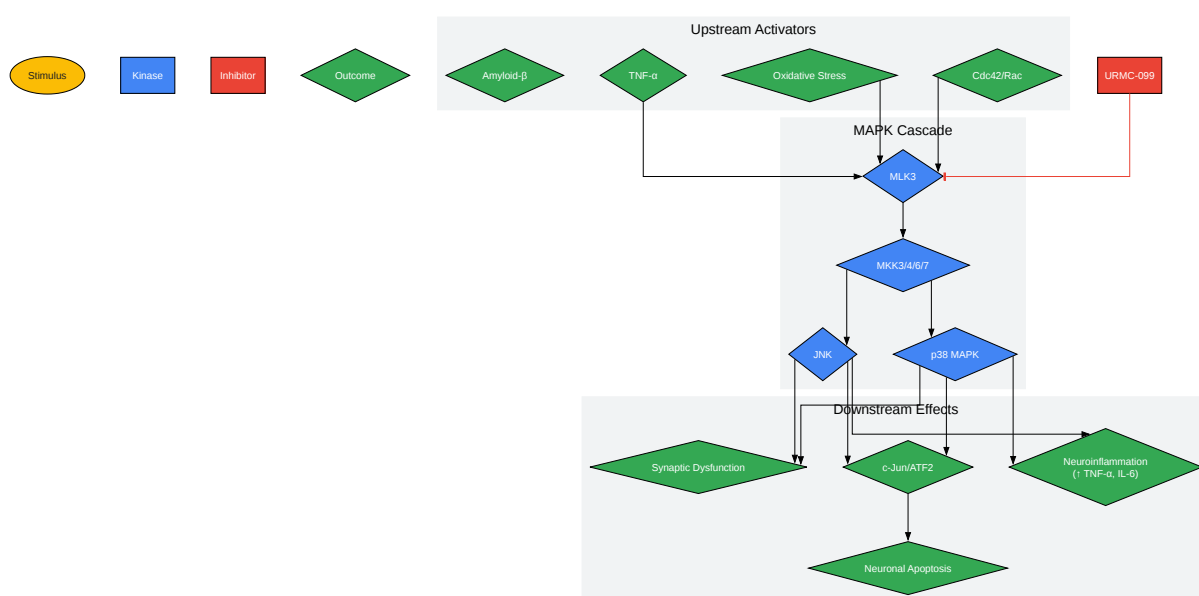 Upstream Activators
Stimulus
Kinase
Inhibitor
Outcome
Amyloid-β
TNF-α
Oxidative Stress
Cdc42/Rac
URMC-099
MAPK Cascade
MLK3
MKK3/4/6/7
JNK
p38 MAPK
Downstream Effects
Synaptic Dysfunction
c-Jun/ATF2
Neuroinflammation
(↑ TNF-α, IL-6)
Neuronal Apoptosis